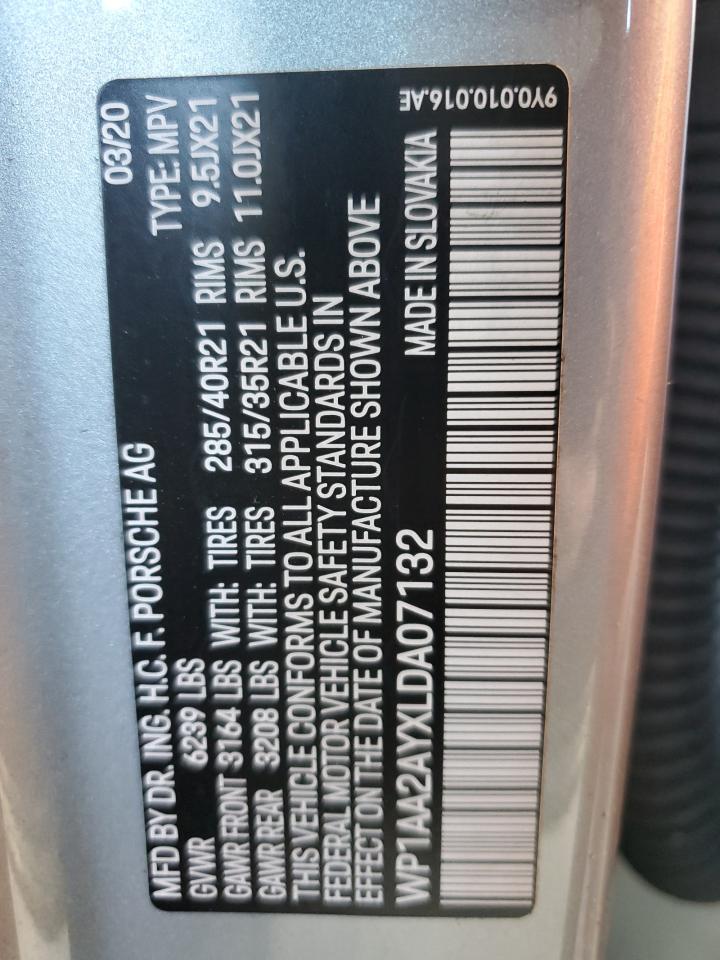 MFD BY DR. ING. H.C. F. PORSCHE AG 03/20
GVWR 6239 LBS TYPE: MPV
GAWR FRONT 3164 LBS WITH: TIRES 285/40R21 RIMS 9.5JX21
GAWR REAR 3208 LBS WITH: TIRES 315/35R21 RIMS 11.0JX21
THIS VEHICLE CONFORMS TO ALL APPLICABLE U.S.
FEDERAL MOTOR VEHICLE SAFETY STANDARDS IN
EFFECT ON THE DATE OF MANUFACTURE SHOWN ABOVE
WP1AA2AYXLDA07132 MADE IN SLOVAKIA
9Y0.010.016.AE